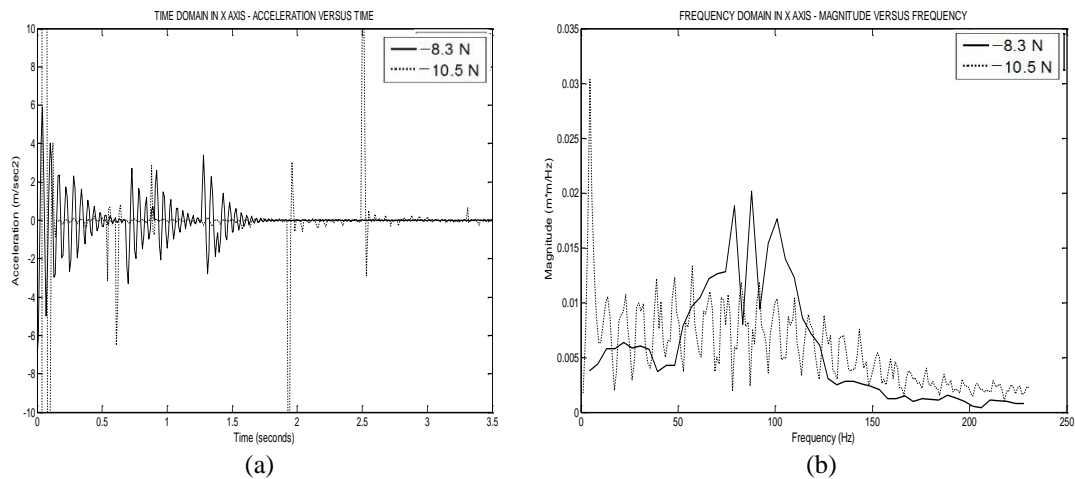 TIME DOMAIN IN X AXIS - ACCELERATION VERSUS TIME
10
8
6
4
2
0
-2
-4
-6
-8
-10
Acceleration (m/sec2)
8.3 N
10.5 N
0
0.5
1
1.5
2
2.5
3
3.5
Time (seconds)
(a)
FREQUENCY DOMAIN IN X AXIS - MAGNITUDE VERSUS FREQUENCY
0.035
0.03
0.025
0.02
0.015
0.01
0.005
0
Magnitude (m*m/Hz)
8.3 N
10.5 N
0
50
100
150
200
250
Frequency (Hz)
(b)